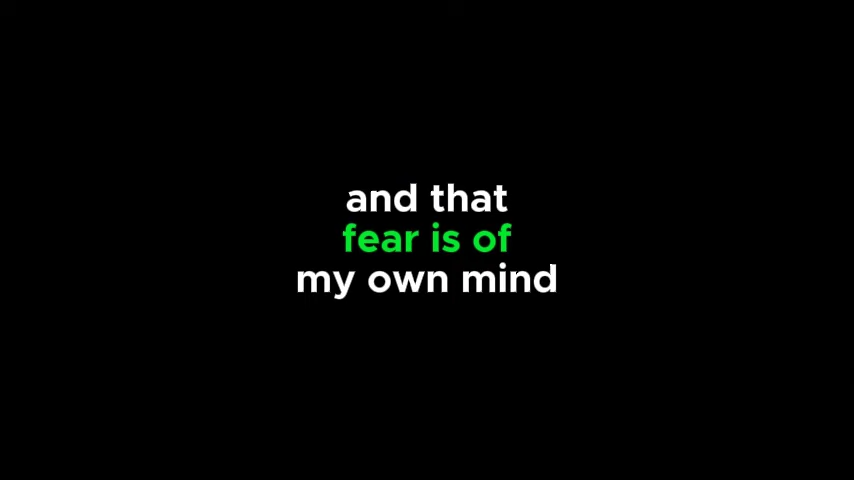 and that
fear is of
my own mind